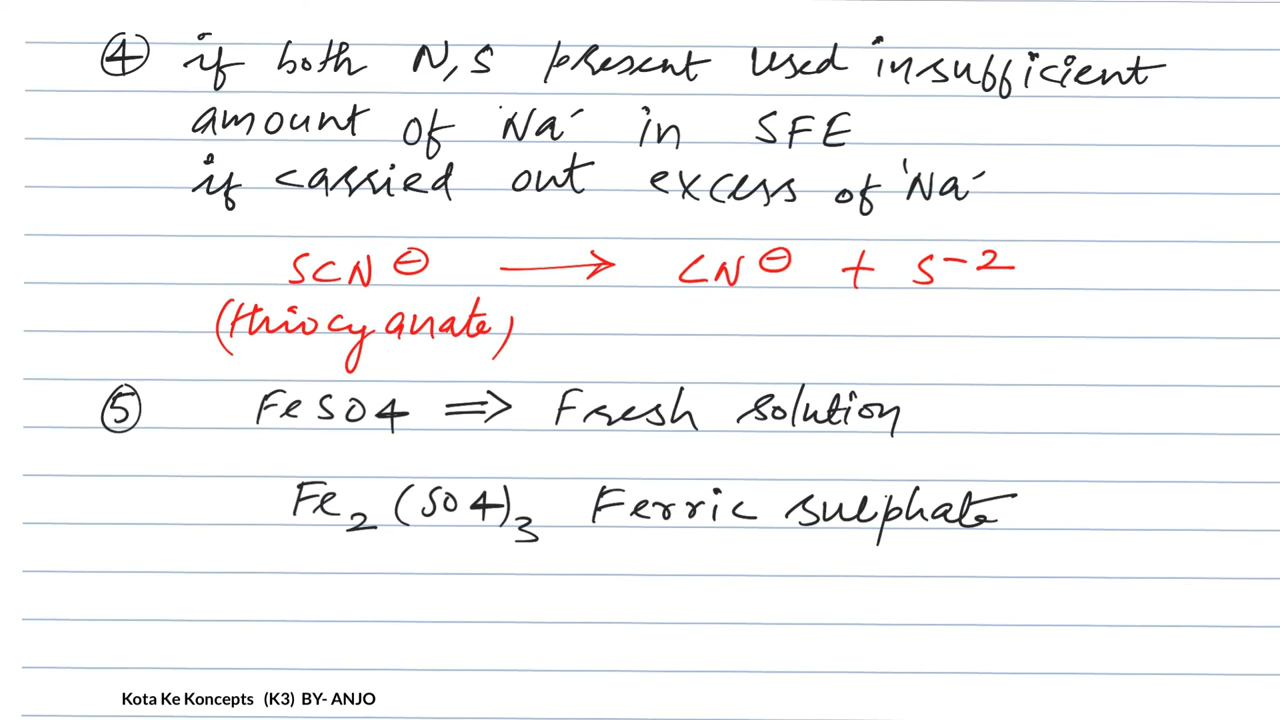 ④ if both N, S present used insufficient
amount of 'Na' in SFE
if carried out excess of 'Na'
SCN⊖ ⟶ CN⊖ + S⁻²
(thiocyanate)
⑤ FeSO4 ⇒ Fresh solution
Fe₂(SO4)₃ Ferric sulphate
Kota Ke Koncepts (K3) BY- ANJO